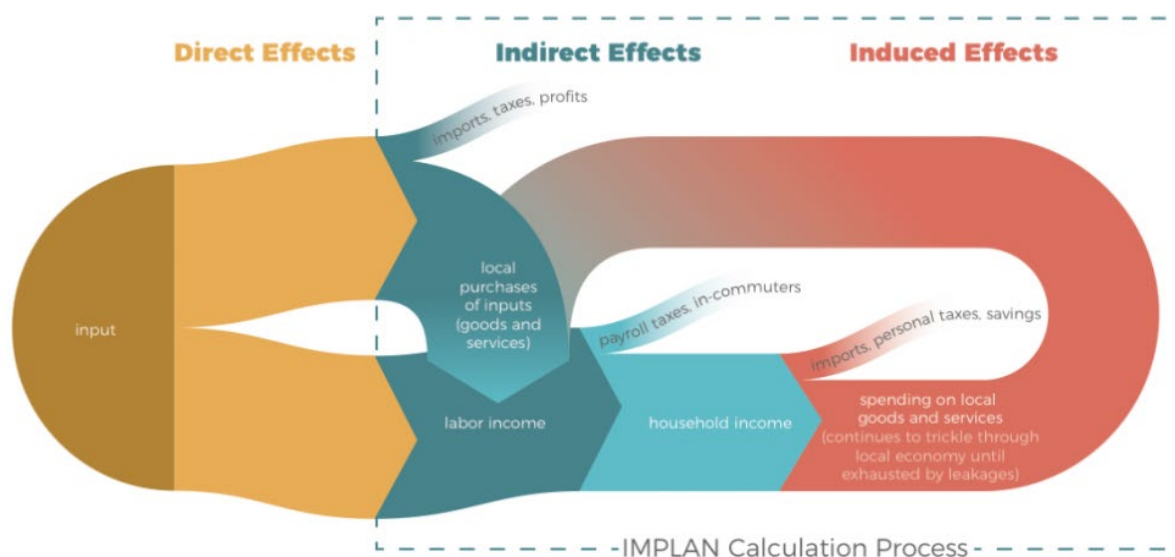 Direct Effects
Indirect Effects
Induced Effects
imports, taxes, profits
local
purchases
of inputs
(goods and
services)
input
payroll taxes, in-commuters
imports, personal taxes, savings
labor income
household income
spending on local
goods and services
(continues to trickle through
local economy until
exhausted by leakages)
IMPLAN Calculation Process